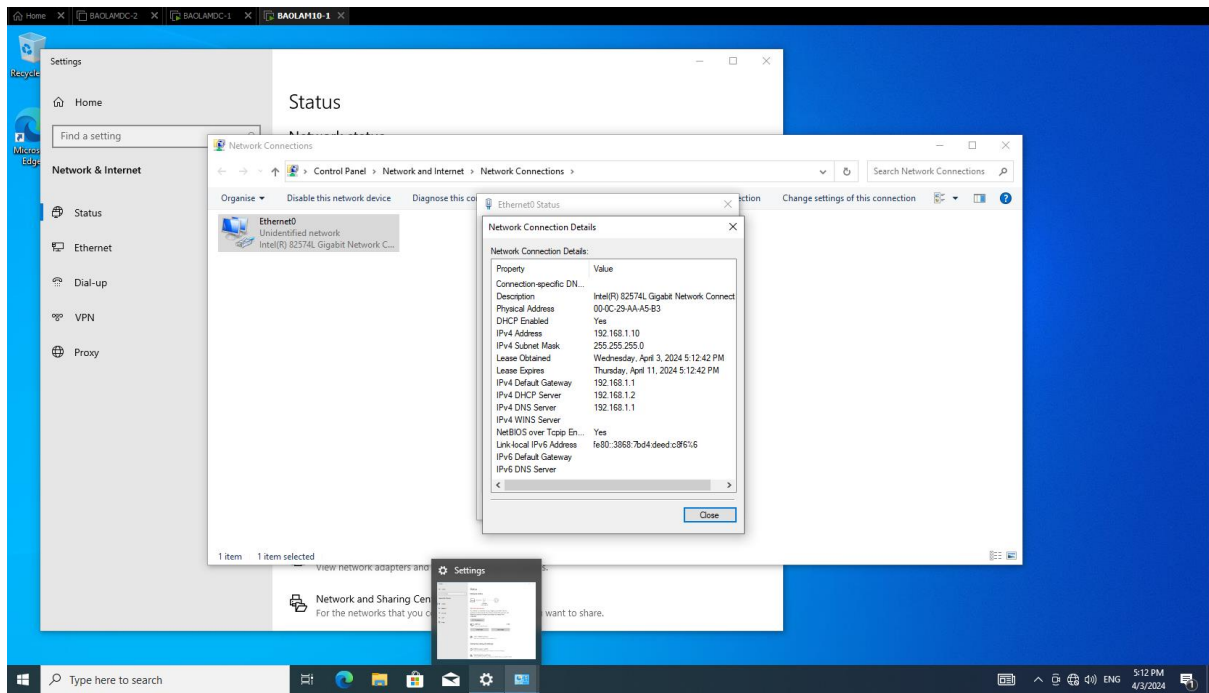 Home BAOLAMDC-2 BAOLAMDC-1 BAOLAM10-1
Recycle
Micros
Edge
Settings
Home
Find a setting
Network & Internet
Status
Ethernet
Dial-up
VPN
Proxy
Status
Network status
Network Connections
Control Panel > Network and Internet > Network Connections >
Search Network Connections
Organise Disable this network device Diagnose this co ction Change settings of this connection
Ethernet0
Unidentified network
Intel(R) 82574L Gigabit Network C...
Ethernet0 Status
Network Connection Details
Network Connection Details:
Property Value
Connection-specific DN...
Description Intel(R) 82574L Gigabit Network Connect
Physical Address 00-0C-29-AA-A5-B3
DHCP Enabled Yes
IPv4 Address 192.168.1.10
IPv4 Subnet Mask 255.255.255.0
Lease Obtained Wednesday, April 3, 2024 5:12:42 PM
Lease Expires Thursday, April 11, 2024 5:12:42 PM
IPv4 Default Gateway 192.168.1.1
IPv4 DHCP Server 192.168.1.2
IPv4 DNS Server 192.168.1.1
IPv4 WINS Server
NetBIOS over Tcpip En... Yes
Link-local IPv6 Address fe80::3868:7bd4:deed:c8f6%6
IPv6 Default Gateway
IPv6 DNS Server
Close
1 item 1 item selected
View network adapters and s.
Network and Sharing Cen
For the networks that you c want to share.
Settings
Type here to search
ENG
5:12 PM
4/3/2024